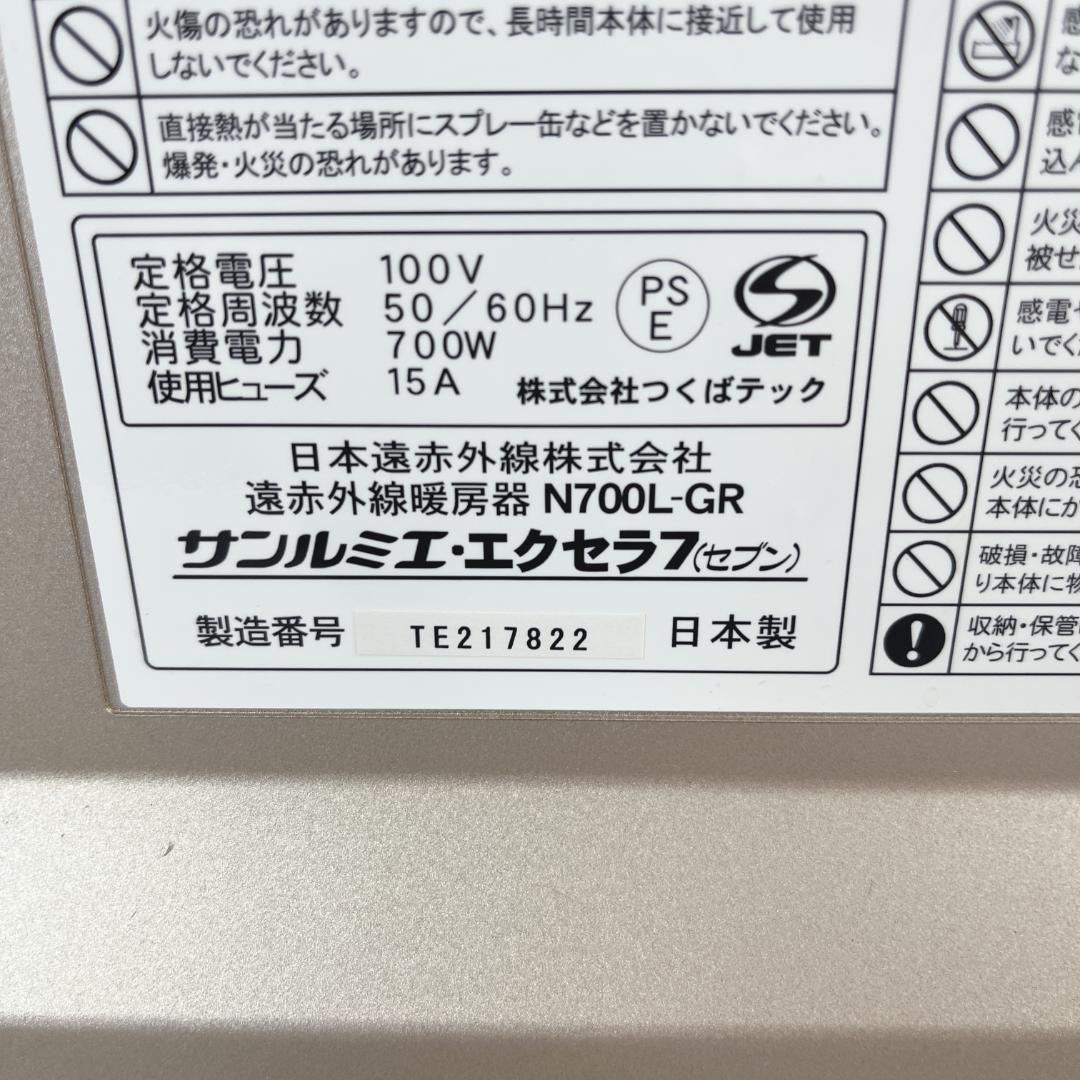 火傷の恐れがありますので、長時間本体に接近して使用
しないでください。
直接熱が当たる場所にスプレー缶などを置かないでください。
爆発・火災の恐れがあります。
定格電圧 100V
定格周波数 50／60Hz
消費電力 700W
使用ヒューズ 15A
PS
E
JET
株式会社つくばテック
日本遠赤外線株式会社
遠赤外線暖房器 N700L-GR
サンルミエ・エクセラ7(セブン)
製造番号 TE217822 日本製
感
な
感
込
火災
被せ
感電
いでく
本体の
行ってく
火災の恐
本体にか
破損・故障
り本体に物
収納・保管
から行ってく